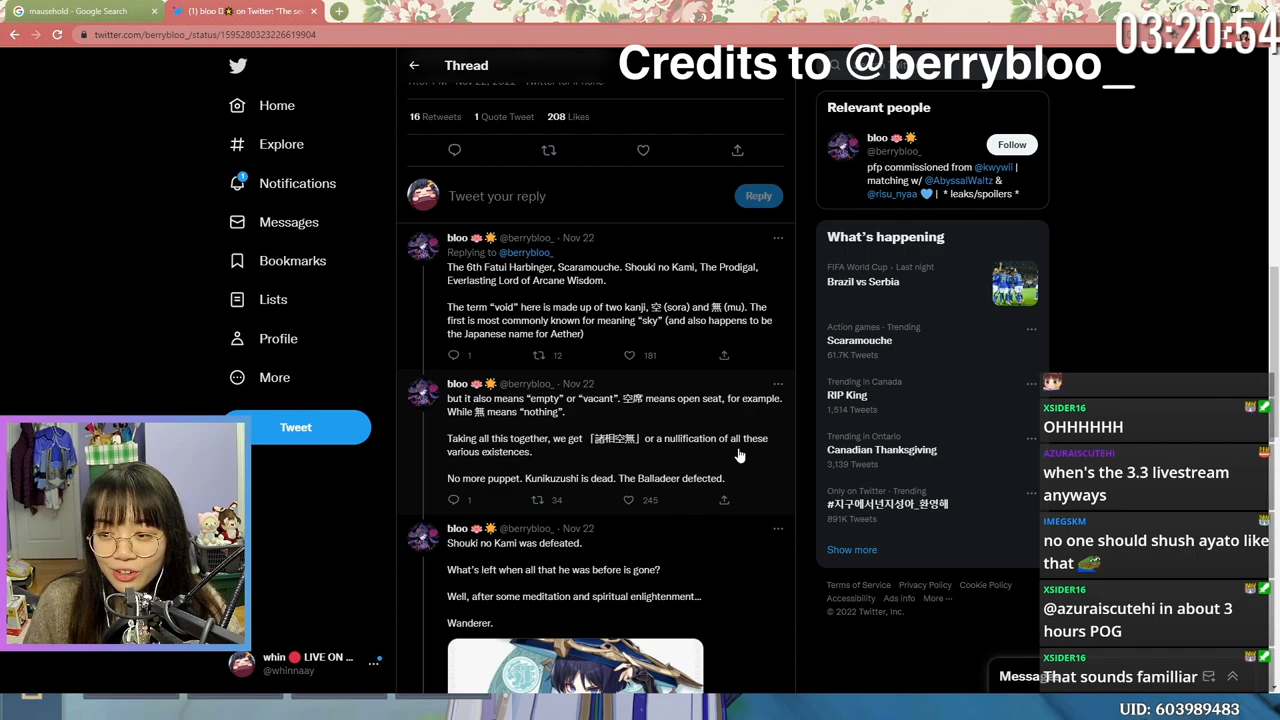 mausehold - Google Search
(1) bloo on Twitter: "The se
03:20:54
twitter.com/berrybloo_/status/1595280323226619904
Credits to @berrybloo_
Thread
16 Retweets 1 Quote Tweet 208 Likes
Home
Explore
1
Notifications
Messages
Bookmarks
Lists
Profile
More
Tweet
whin 🔴 LIVE ON ...
@whinnaay
Tweet your reply
Reply
bloo 🪷☀️ @berrybloo_ · Nov 22
Replying to @berrybloo_
The 6th Fatui Harbinger, Scaramouche. Shouki no Kami, The Prodigal,
Everlasting Lord of Arcane Wisdom.
The term “void” here is made up of two kanji, 空 (sora) and 無 (mu). The
first is most commonly known for meaning “sky” (and also happens to be
the Japanese name for Aether)
1 12 181
bloo 🪷☀️ @berrybloo_ · Nov 22
but it also means “empty” or “vacant”. 空席 means open seat, for example.
While 無 means “nothing”.
Taking all this together, we get 「諸相空無」 or a nullification of all these
various existences.
No more puppet. Kunikuzushi is dead. The Balladeer defected.
1 34 245
bloo 🪷☀️ @berrybloo_ · Nov 22
Shouki no Kami was defeated.
What’s left when all that he was before is gone?
Well, after some meditation and spiritual enlightenment...
Wanderer.
Relevant people
bloo 🪷☀️
@berrybloo_
Follow
pfp commissioned from @kwywil |
matching w/ @AbyssalWaltz &
@risu_nyaa 💙 | * leaks/spoilers *
What’s happening
FIFA World Cup · Last night
Brazil vs Serbia
Action games · Trending
Scaramouche
61.7K Tweets
Trending in Canada
RIP King
1,514 Tweets
Trending in Ontario
Canadian Thanksgiving
3,139 Tweets
Only on Twitter · Trending
#지구에서년지성아_환영해
891K Tweets
Show more
Terms of Service Privacy Policy Cookie Policy
Accessibility Ads info More ···
© 2022 Twitter, Inc.
Messa
XSIDER16
OHHHHHH
AZURAISCUTEHI
when's the 3.3 livestream
anyways
IMEGSKM
no one should shush ayato like
that
XSIDER16
@azuraiscutehi in about 3
hours POG
XSIDER16
That sounds familliar
UID: 603989483